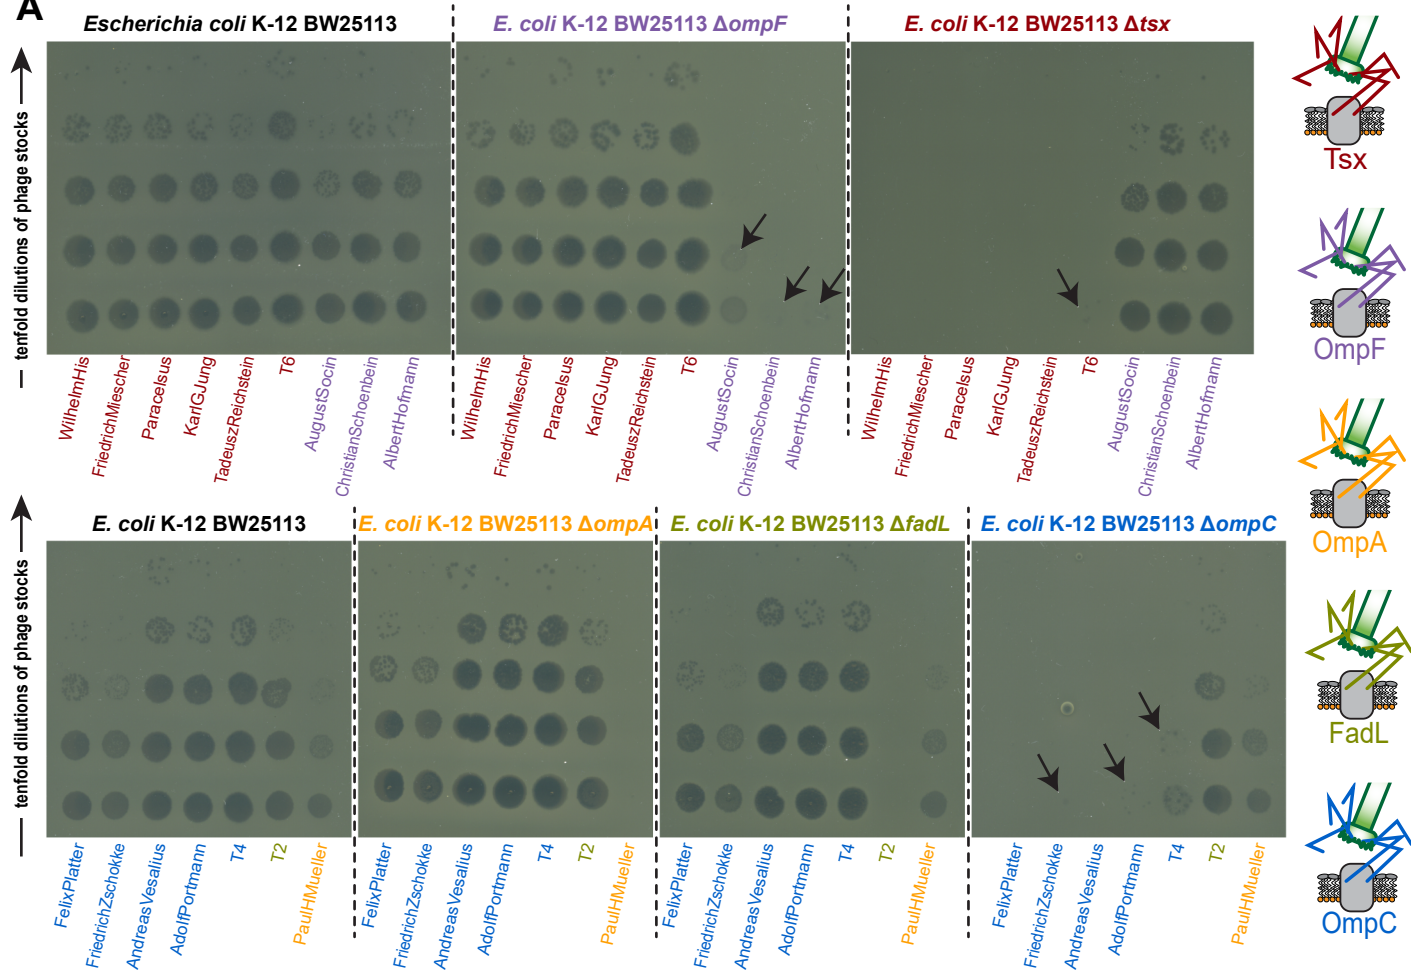 A
Escherichia coli K-12 BW25113
E. coli K-12 BW25113 ΔompF
E. coli K-12 BW25113 Δtsx
tenfold dilutions of phage stocks
WilhelmHis
FriedrichMiescher
Paracelsus
KarlGJung
TadeuszReichstein
T6
AugustSocin
ChristianSchoenbein
AlbertHofmann
WilhelmHis
FriedrichMiescher
Paracelsus
KarlGJung
TadeuszReichstein
T6
AugustSocin
ChristianSchoenbein
AlbertHofmann
WilhelmHis
FriedrichMiescher
Paracelsus
KarlGJung
TadeuszReichstein
T6
AugustSocin
ChristianSchoenbein
AlbertHofmann
E. coli K-12 BW25113
E. coli K-12 BW25113 ΔompA
E. coli K-12 BW25113 ΔfadL
E. coli K-12 BW25113 ΔompC
tenfold dilutions of phage stocks
FelixPlatter
FriedrichZschokke
AndreasVesalius
AdolfPortmann
T4
T2
PaulHMueller
FelixPlatter
FriedrichZschokke
AndreasVesalius
AdolfPortmann
T4
T2
PaulHMueller
FelixPlatter
FriedrichZschokke
AndreasVesalius
AdolfPortmann
T4
T2
PaulHMueller
FelixPlatter
FriedrichZschokke
AndreasVesalius
AdolfPortmann
T4
T2
PaulHMueller
Tsx
OmpF
OmpA
FadL
OmpC